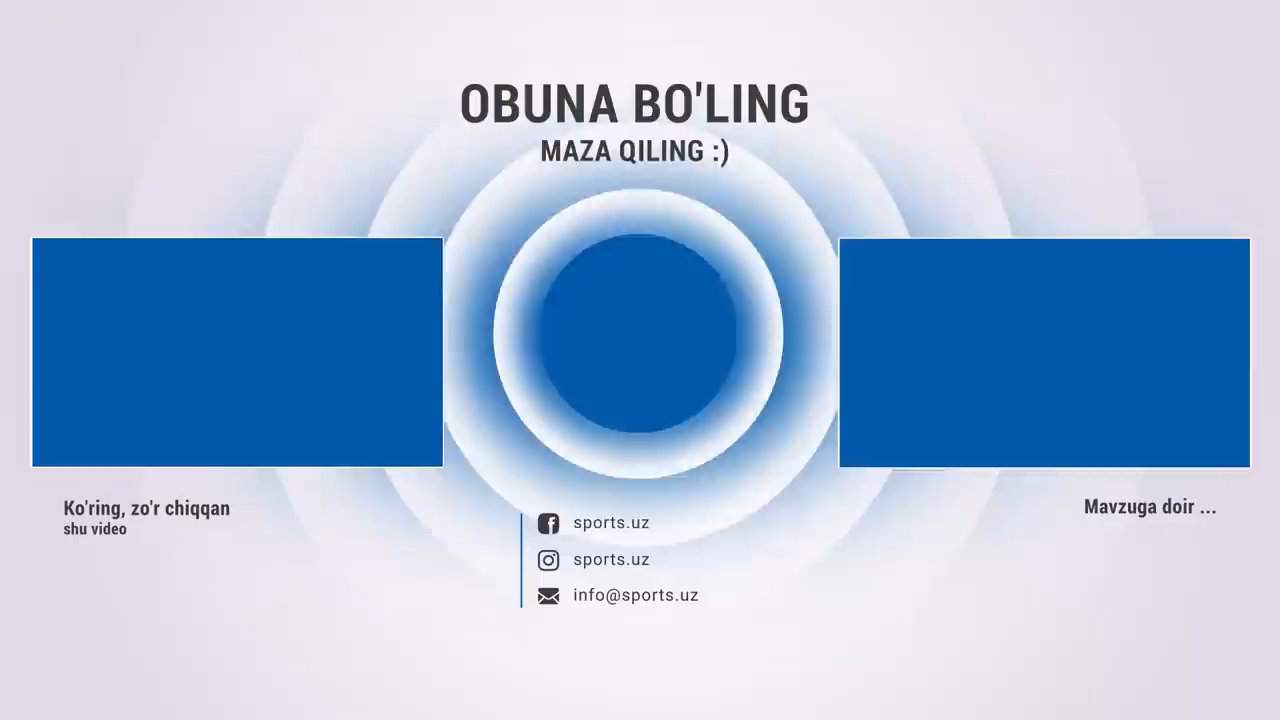 OBUNA BO'LING
MAZA QILING :)
Ko'ring, zo'r chiqqan
shu video
Mavzuga doir ...
sports.uz
sports.uz
info@sports.uz